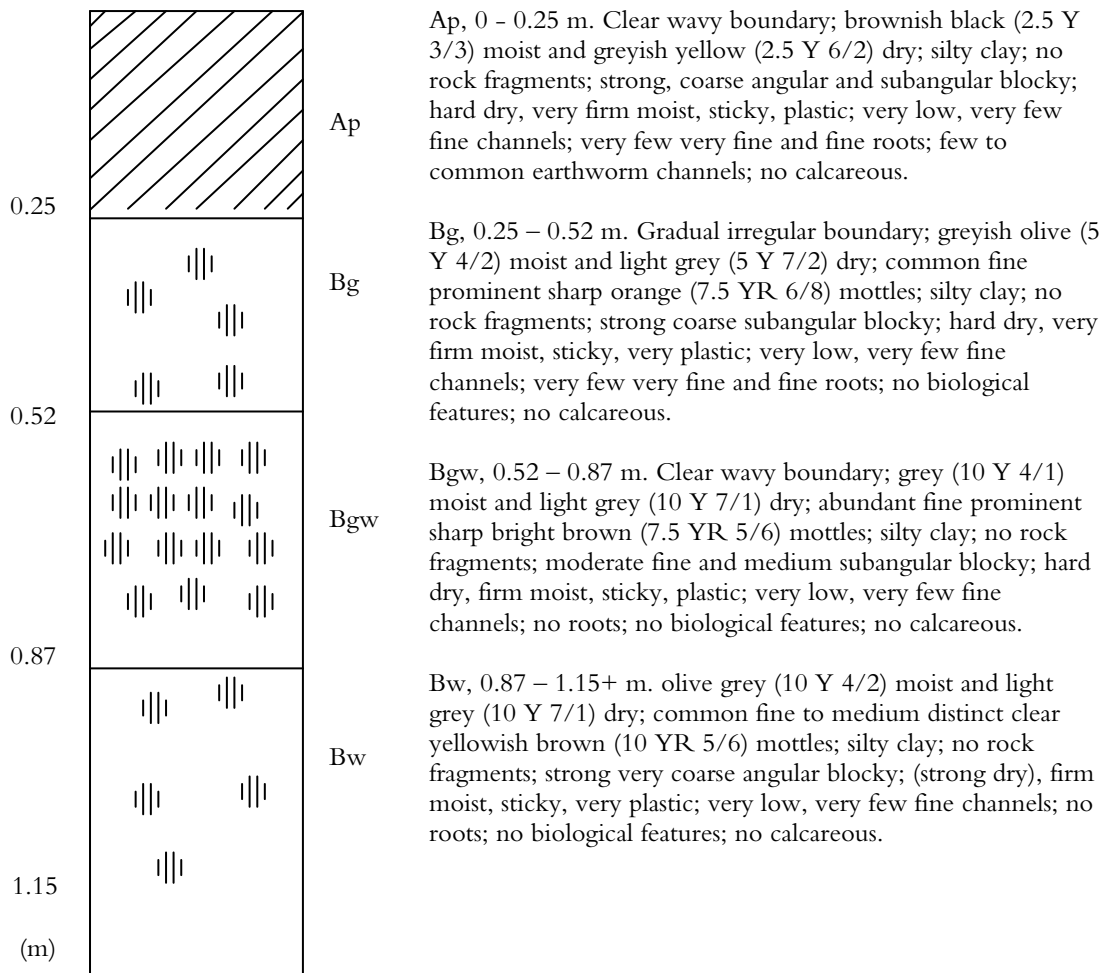 Ap, 0 - 0.25 m. Clear wavy boundary; brownish black (2.5 Y
3/3) moist and greyish yellow (2.5 Y 6/2) dry; silty clay; no
rock fragments; strong, coarse angular and subangular blocky;
hard dry, very firm moist, sticky, plastic; very low, very few
fine channels; very few very fine and fine roots; few to
common earthworm channels; no calcareous.
Ap
0.25
Bg, 0.25 – 0.52 m. Gradual irregular boundary; greyish olive (5
Y 4/2) moist and light grey (5 Y 7/2) dry; common fine
prominent sharp orange (7.5 YR 6/8) mottles; silty clay; no
rock fragments; strong coarse subangular blocky; hard dry, very
firm moist, sticky, very plastic; very low, very few fine
channels; very few very fine and fine roots; no biological
features; no calcareous.
Bg
0.52
Bgw, 0.52 – 0.87 m. Clear wavy boundary; grey (10 Y 4/1)
moist and light grey (10 Y 7/1) dry; abundant fine prominent
sharp bright brown (7.5 YR 5/6) mottles; silty clay; no rock
fragments; moderate fine and medium subangular blocky; hard
dry, firm moist, sticky, plastic; very low, very few fine
channels; no roots; no biological features; no calcareous.
Bgw
0.87
Bw, 0.87 – 1.15+ m. olive grey (10 Y 4/2) moist and light
grey (10 Y 7/1) dry; common fine to medium distinct clear
yellowish brown (10 YR 5/6) mottles; silty clay; no rock
fragments; strong very coarse angular blocky; (strong dry), firm
moist, sticky, very plastic; very low, very few fine channels; no
roots; no biological features; no calcareous.
Bw
1.15
(m)